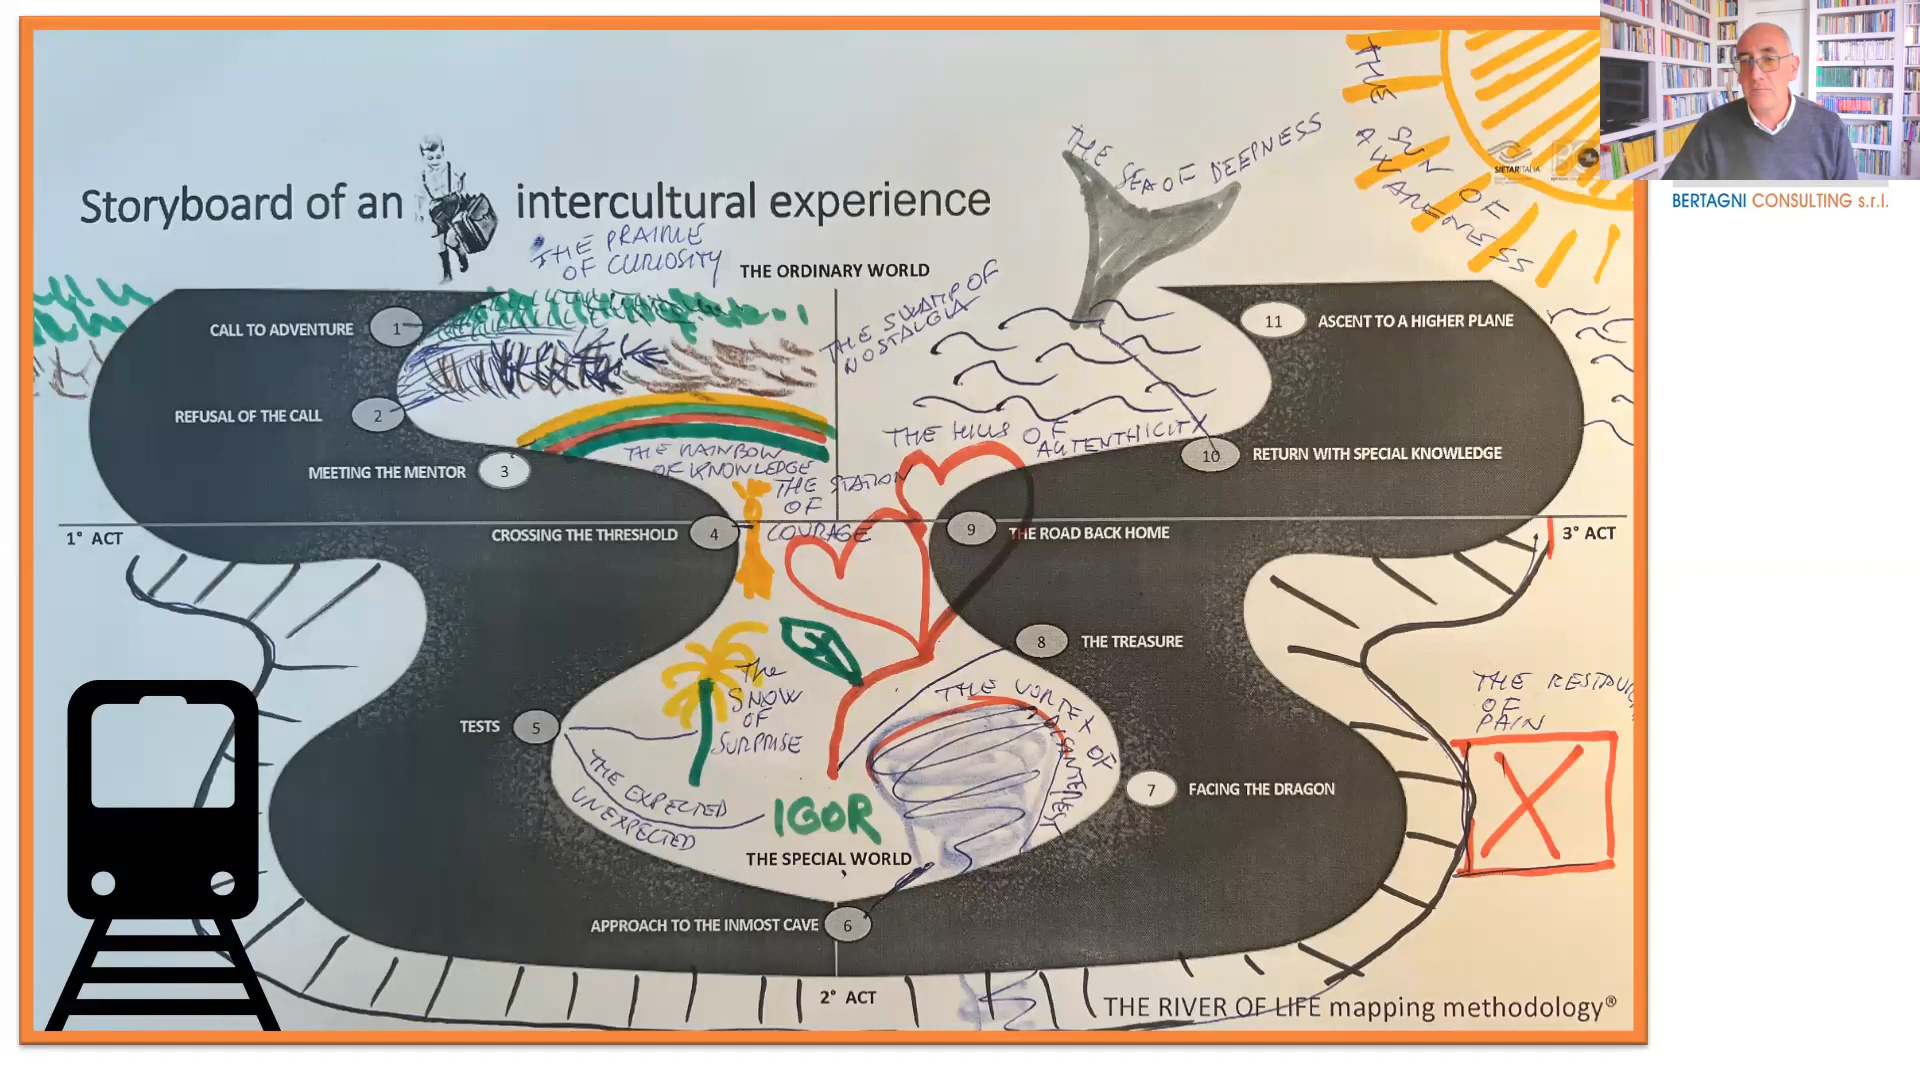 THE
SUN OF
AWARENESS
SIETARITALIA
BERTAGNI CONSULTING s.r.l.
THE SEA OF DEEPNESS
Storyboard of an intercultural experience
THE PRAIRIE
OF CURIOSITY
THE ORDINARY WORLD
THE SWAMP OF
NOSTALGIA
CALL TO ADVENTURE 1
11 ASCENT TO A HIGHER PLANE
REFUSAL OF THE CALL 2
THE HILLS OF
AUTENTHICITY
THE RAINBOW
OF KNOWLEDGE
10 RETURN WITH SPECIAL KNOWLEDGE
MEETING THE MENTOR 3
THE STATION
OF
COURAGE
CROSSING THE THRESHOLD 4
9 THE ROAD BACK HOME
1° ACT
3° ACT
8 THE TREASURE
The
SNOW
OF
SURPRISE
THE VORTEX OF
TESTS 5
THE EXPECTED
UNEXPECTED
IGOR
7 FACING THE DRAGON
THE
OF
PAIN
X
THE SPECIAL WORLD
APPROACH TO THE INMOST CAVE 6
2° ACT
THE RIVER OF LIFE mapping methodology®